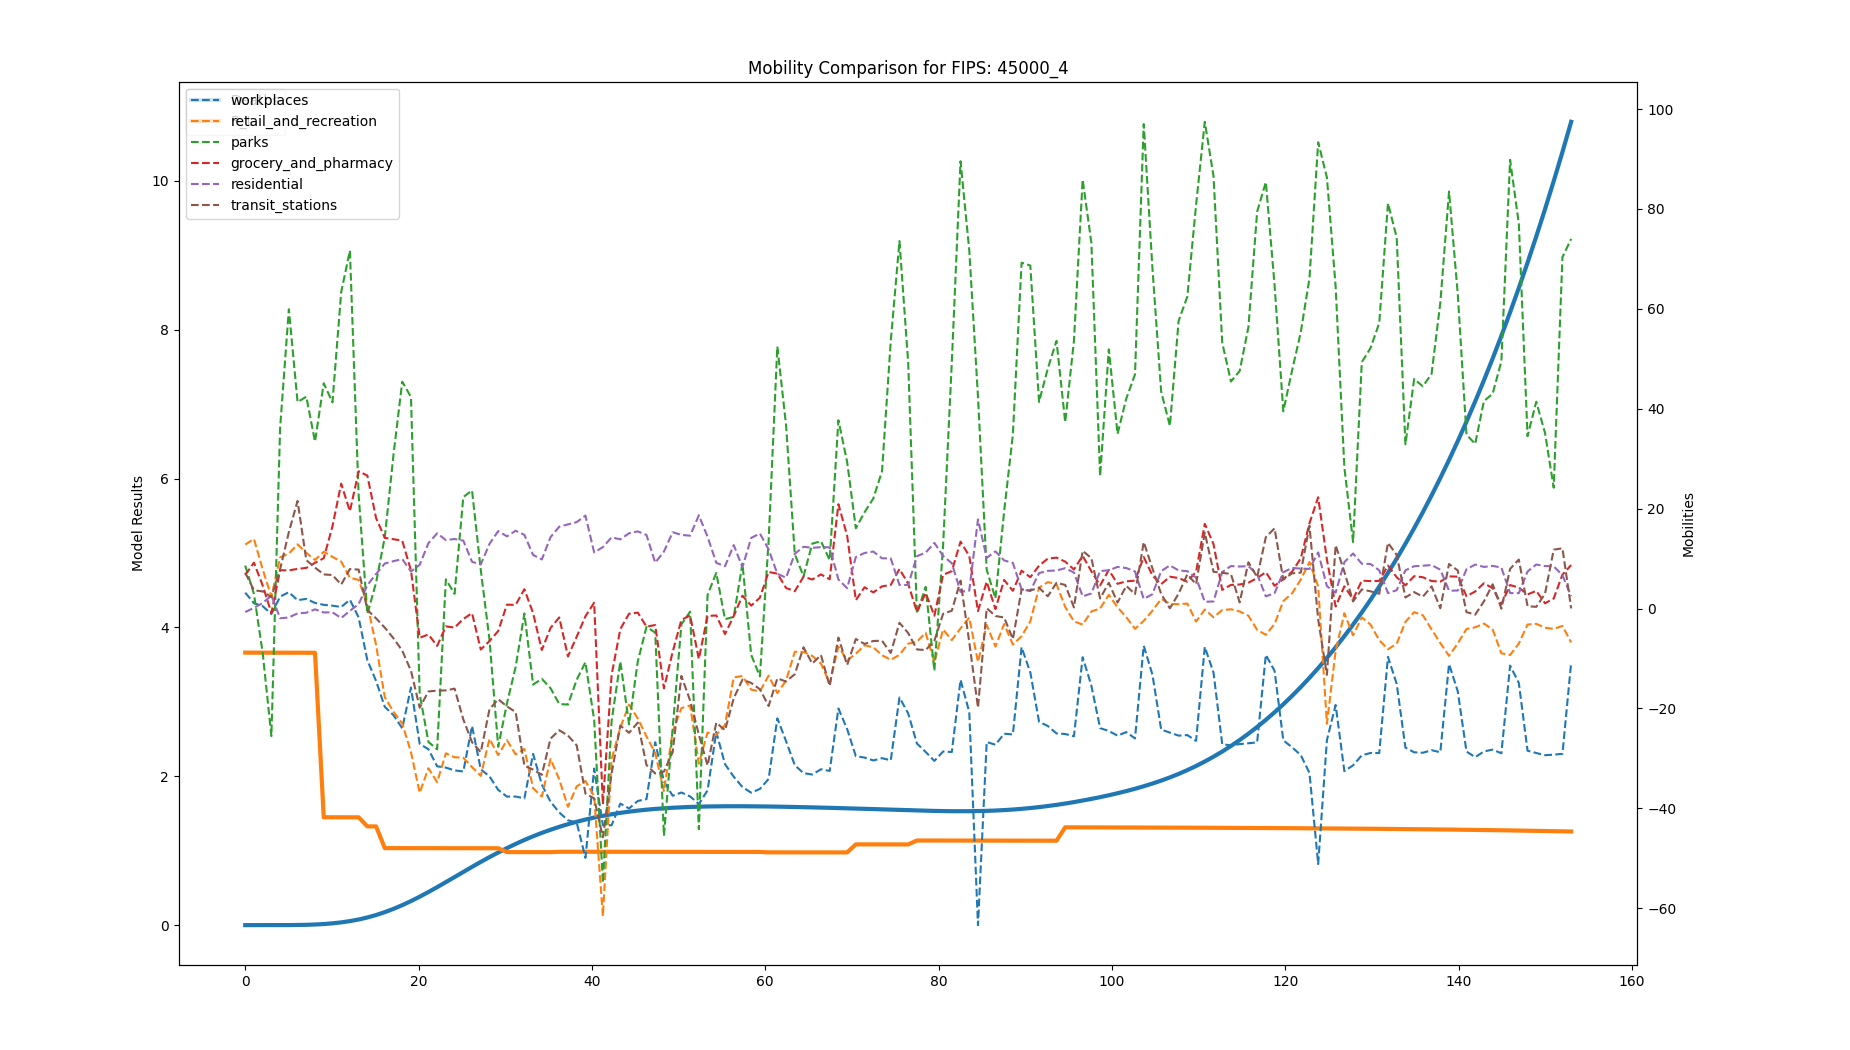 Mobility Comparison for FIPS: 45000_4
workplaces
retail_and_recreation
parks
grocery_and_pharmacy
residential
transit_stations
Model Results
10
8
6
4
2
0
100
80
60
40
20
0
−20
−40
−60
Mobilities
0 20 40 60 80 100 120 140 160